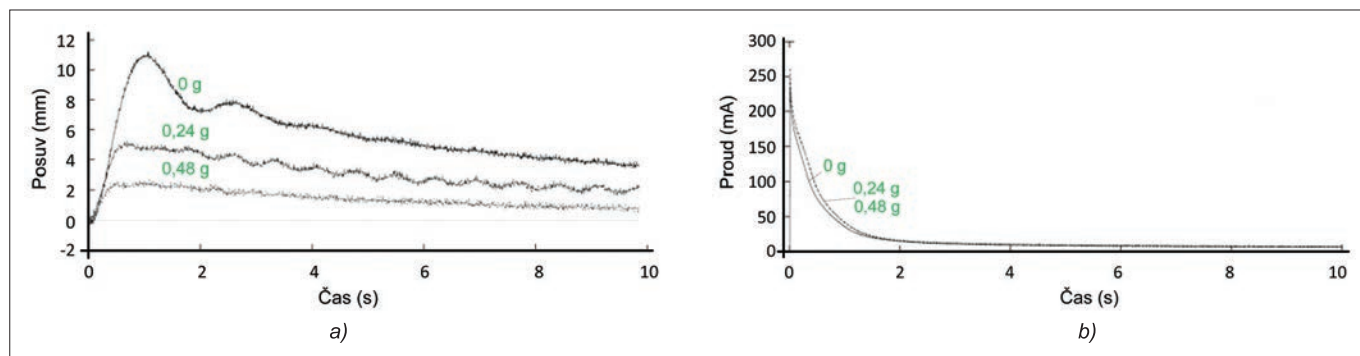 12
10
8
6
4
2
0
-2
Posuv (mm)
0 g
0,24 g
0,48 g
0 2 4 6 8 10
Čas (s)
a)
300
250
200
150
100
50
0
Proud (mA)
0 g
0,24 g
0,48 g
0 2 4 6 8 10
Čas (s)
b)